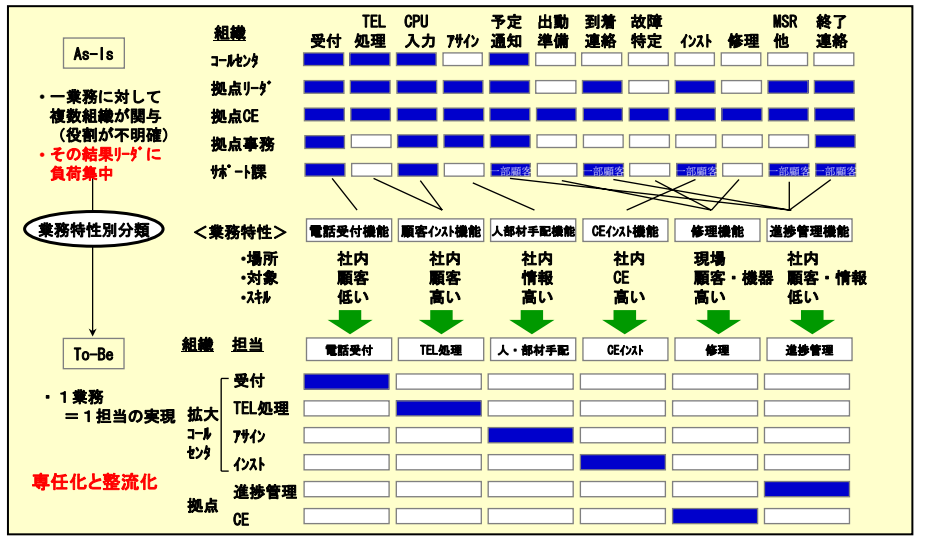 As-Is
・一業務に対して
複数組織が関与
（役割が不明確）
・その結果ﾘｰﾀﾞに
負荷集中
組織
受付
TEL
処理
CPU
入力
ｱｻｲﾝ
予定
通知
出動
準備
到着
連絡
故障
特定
ｲﾝｽﾄ
修理
MSR
他
終了
連絡
ｺｰﾙｾﾝﾀ
拠点ﾘｰﾀﾞ
拠点CE
拠点事務
ｻﾎﾟｰﾄ課
一部顧客
一部顧客
一部顧客
一部顧客
一部顧客
業務特性別分類
＜業務特性＞
電話受付機能
顧客ｲﾝｽﾄ機能
人部材手配機能
CEｲﾝｽﾄ機能
修理機能
進捗管理機能
・場所
社内
社内
社内
社内
現場
社内
・対象
顧客
顧客
情報
CE
顧客・機器
顧客・情報
・ｽｷﾙ
低い
高い
高い
高い
高い
低い
To-Be
組織
担当
電話受付
TEL処理
人・部材手配
CEｲﾝｽﾄ
修理
進捗管理
・１業務
＝１担当の実現
専任化と整流化
拡大
ｺｰﾙ
ｾﾝﾀ
受付
TEL処理
ｱｻｲﾝ
ｲﾝｽﾄ
拠点
進捗管理
CE